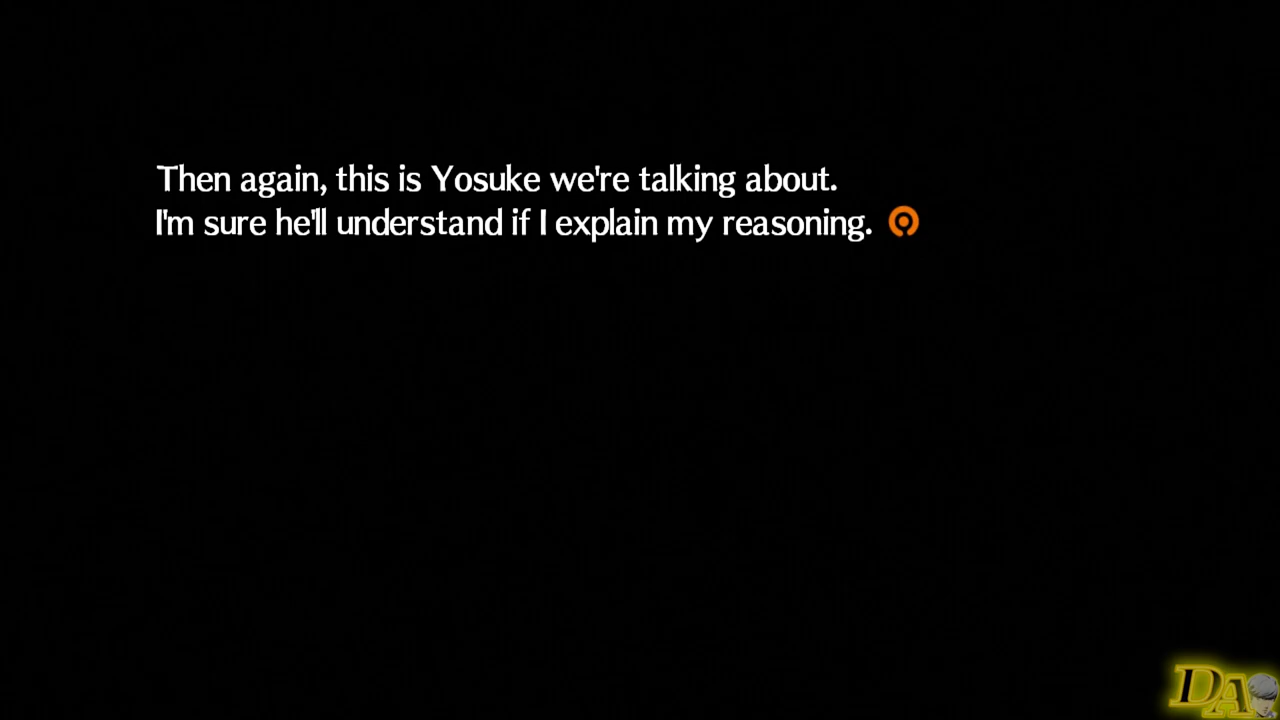 Then again, this is Yosuke we're talking about.
I'm sure he'll understand if I explain my reasoning.
DA